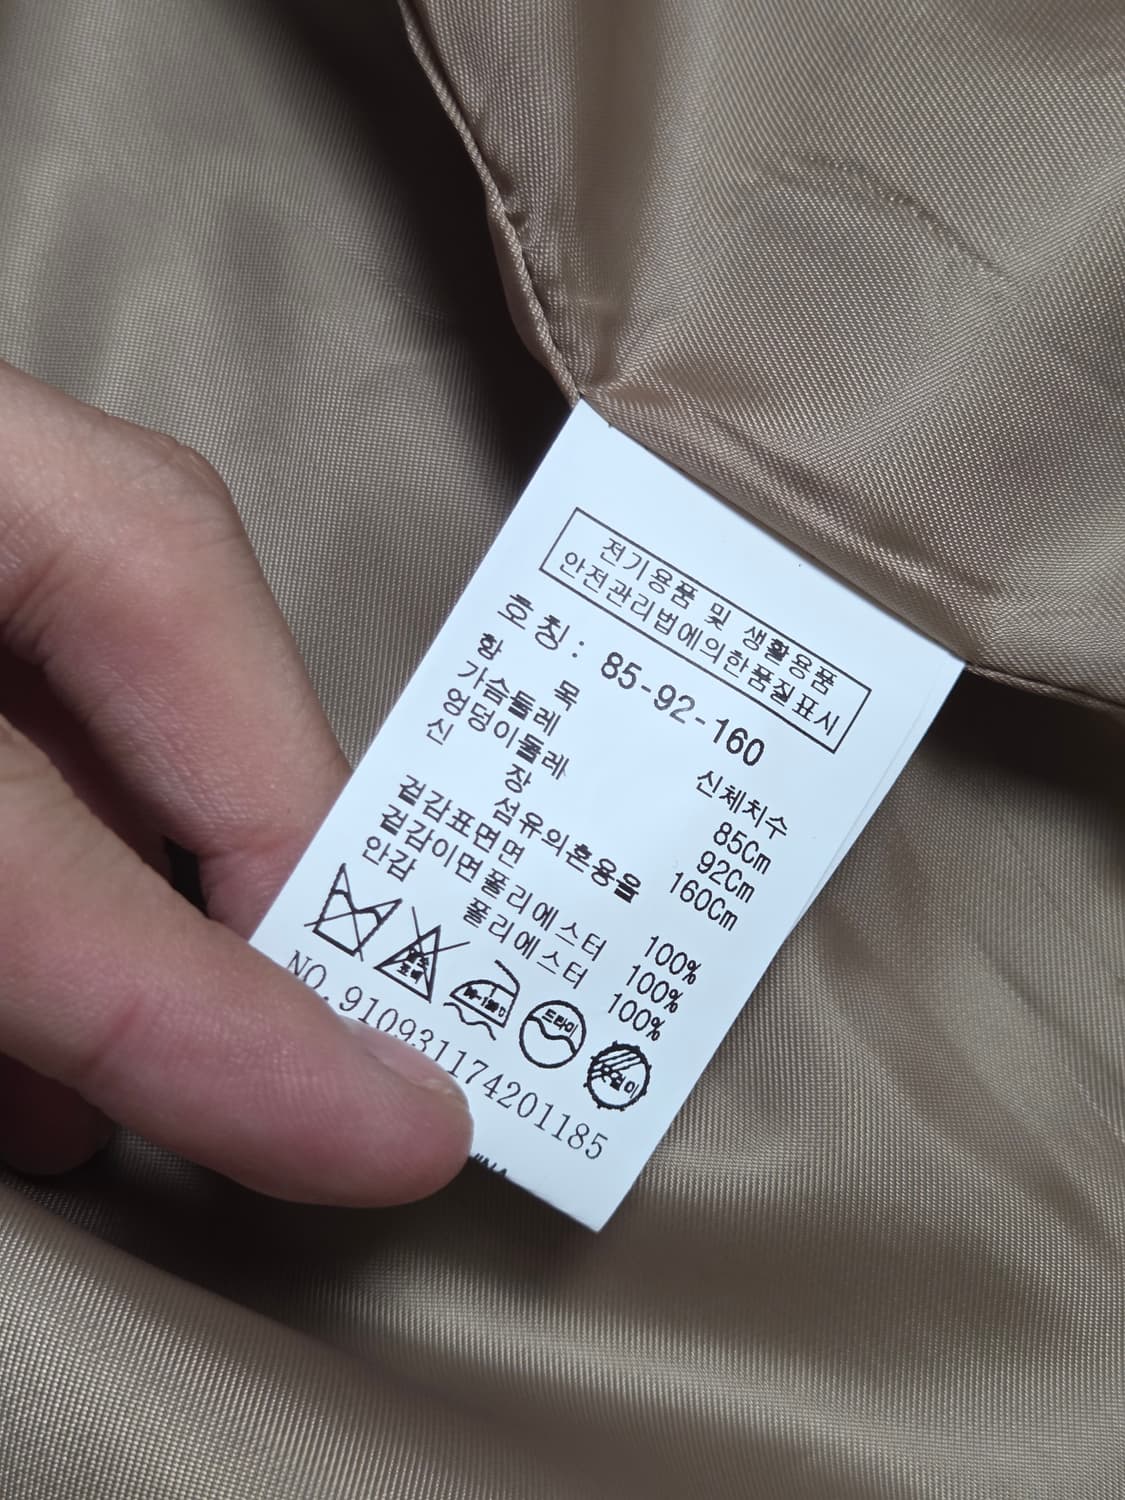 전기용품 및 생활용품
안전관리법에의한품질표시
호칭: 85-92-160
항 목 신체치수
가슴둘레 85Cm
엉덩이둘레 92Cm
신 장 160Cm
섬유의혼용율
겉감표면면 100%
겉감이면폴리에스터 100%
안감 폴리에스터 100%
드라이
옷걸이
NO.9109311174201185